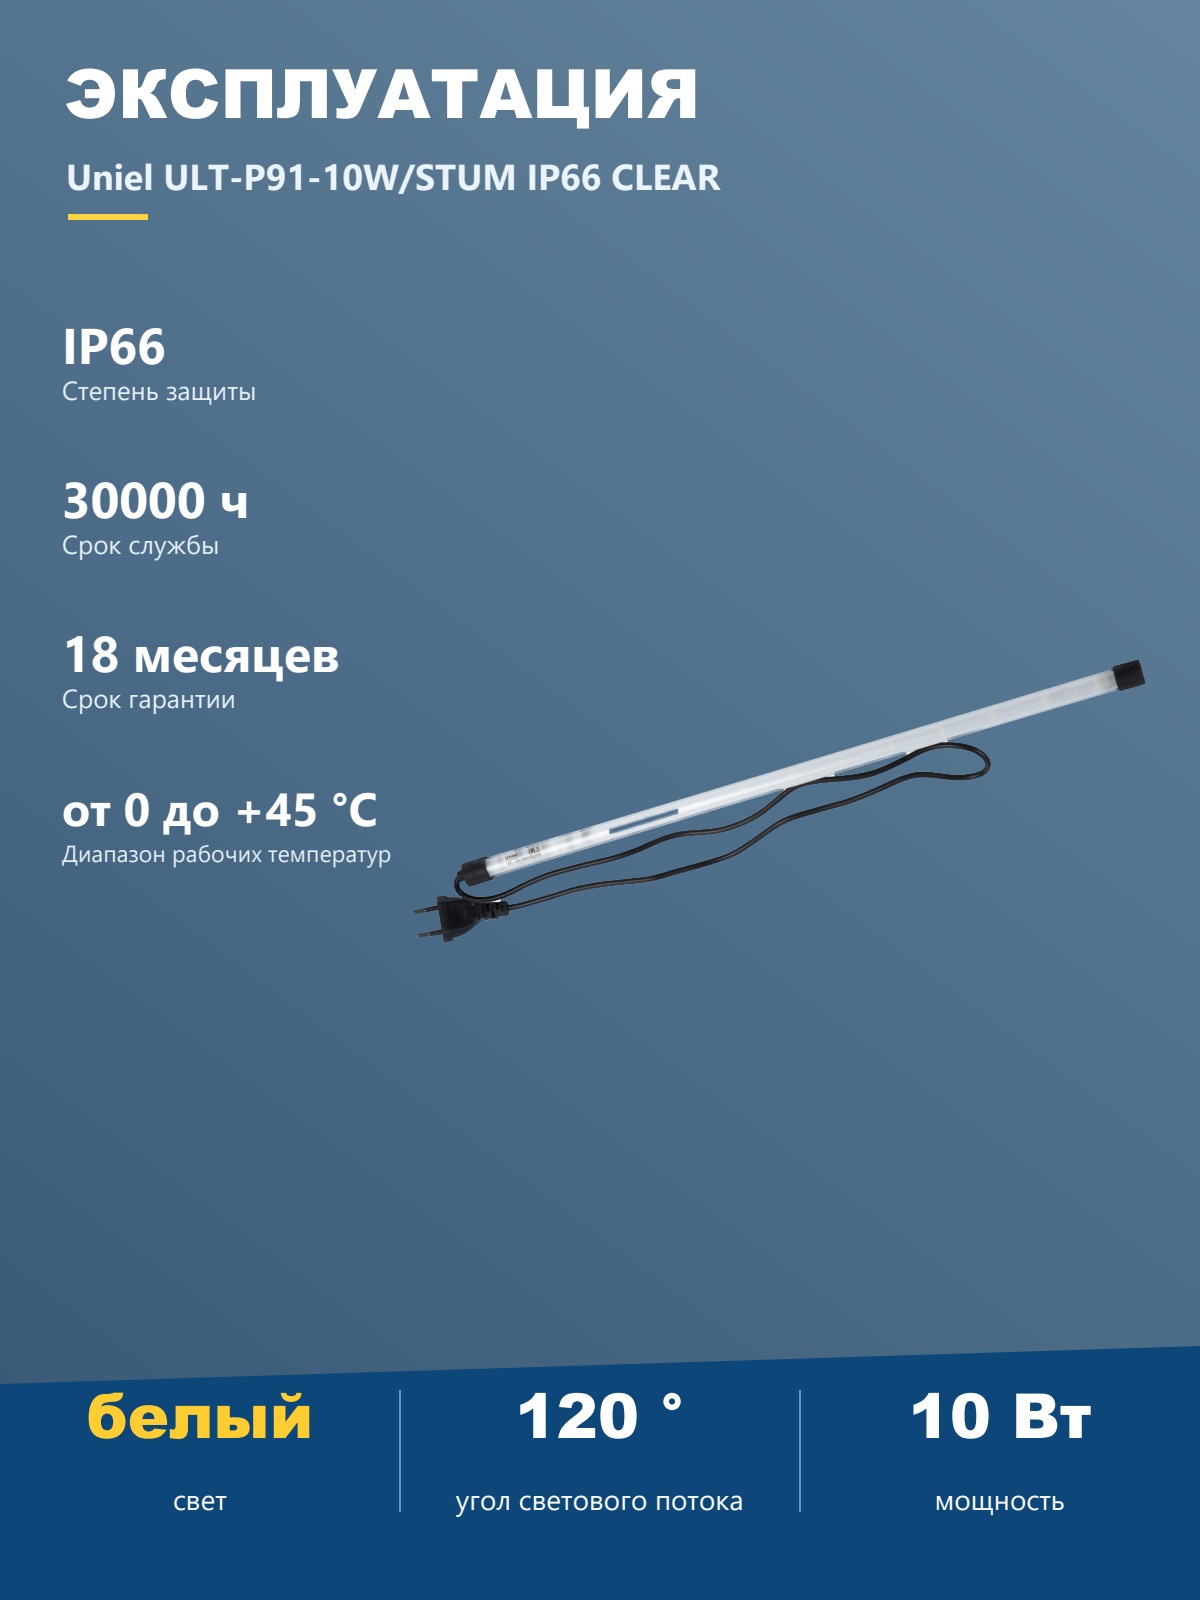 ЭКСПЛУАТАЦИЯ
Uniel ULT-P91-10W/STUM IP66 CLEAR
IP66
Степень защиты
30000 ч
Срок службы
18 месяцев
Срок гарантии
от 0 до +45 °C
Диапазон рабочих температур
белый
свет
120 °
угол светового потока
10 Вт
мощность